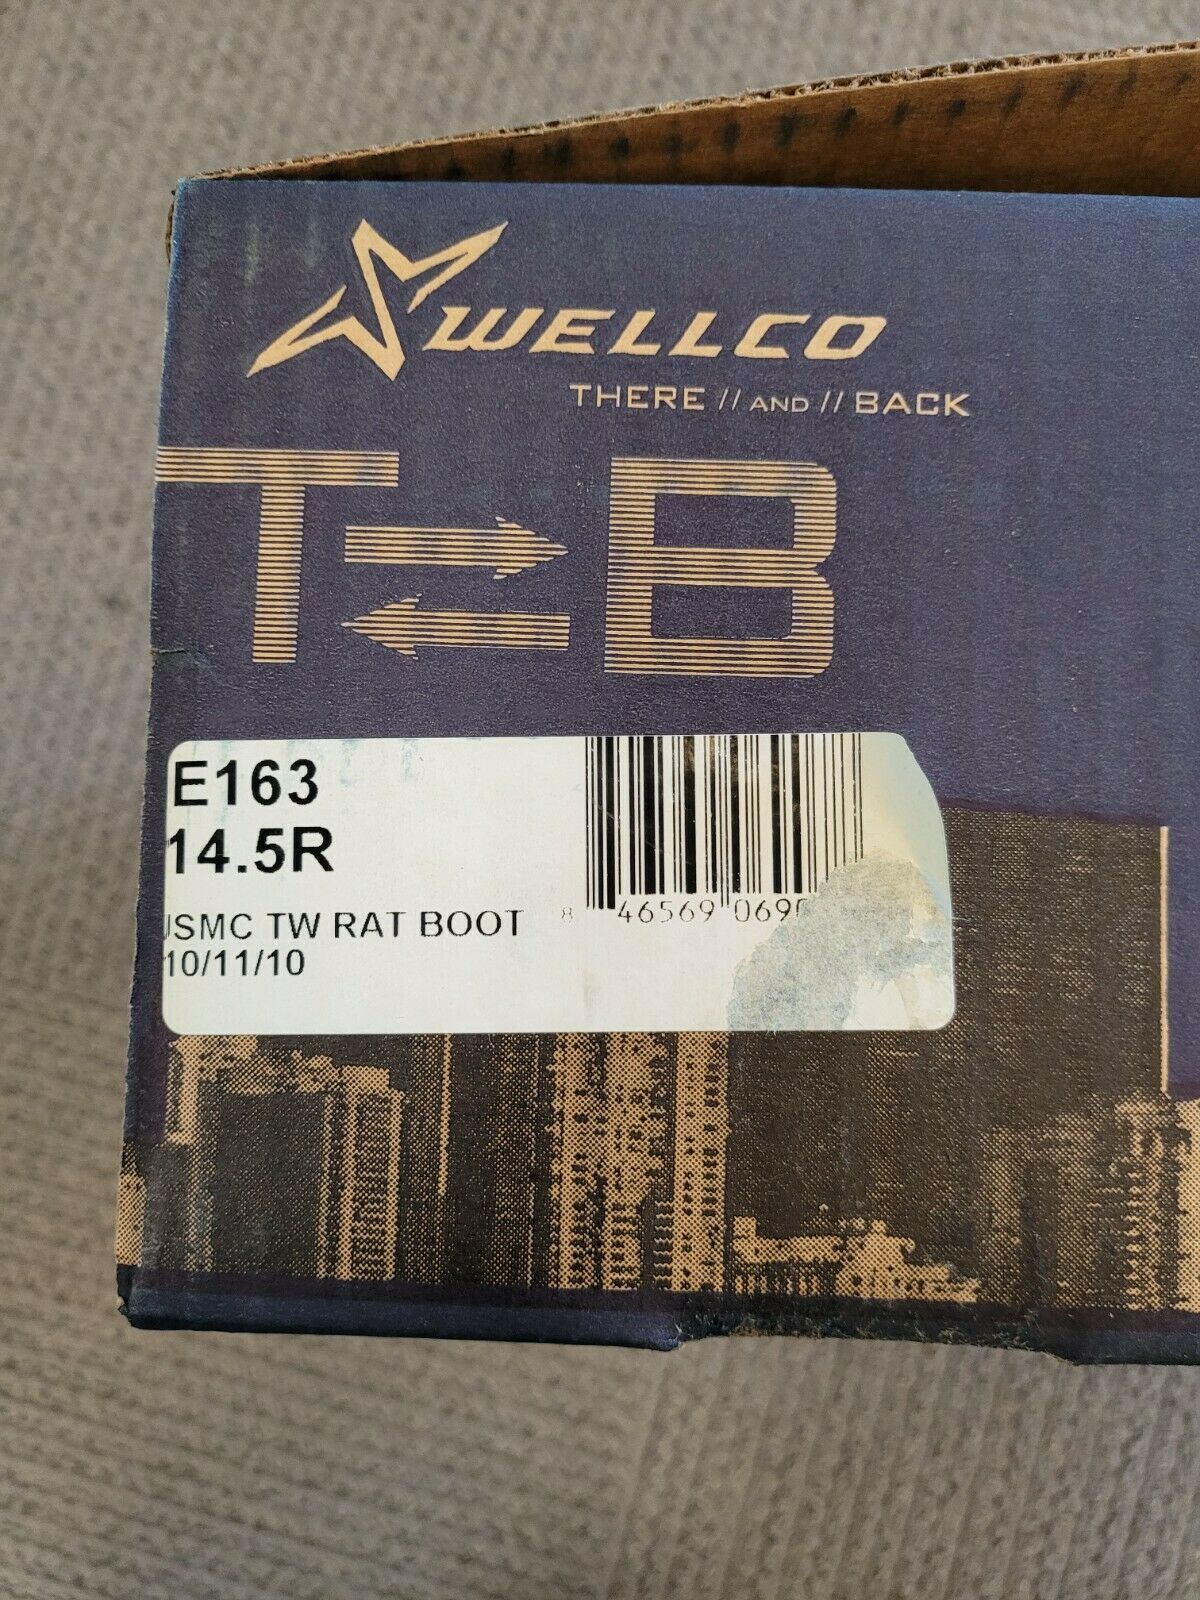 WELLCO
THERE // AND // BACK
T B
E163
14.5R
USMC TW RAT BOOT
10/11/10
8 46569 069